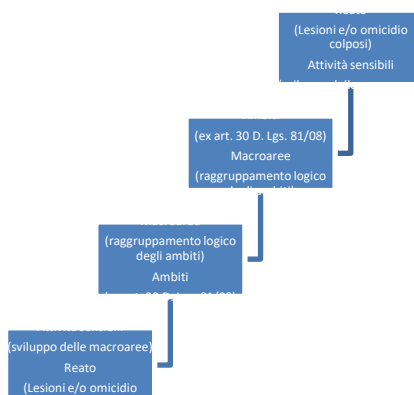 Reato
(Lesioni e/o omicidio
colposi)
Attività sensibili
(ex art. 30 D. Lgs. 81/08)
Macroaree
(raggruppamento logico
(raggruppamento logico
degli ambiti)
Ambiti
(sviluppo delle macroaree)
Reato
(Lesioni e/o omicidio